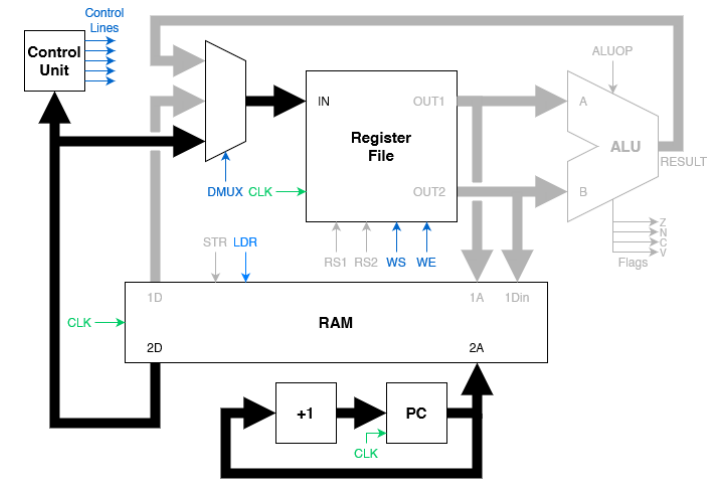 Control
Lines
Control
Unit
ALUOP
IN
OUT1
A
Register
File
ALU
RESULT
DMUX
CLK
OUT2
B
STR
LDR
RS1
RS2
WS
WE
Z
N
C
V
Flags
1D
1A
1Din
CLK
RAM
2D
2A
+1
PC
CLK